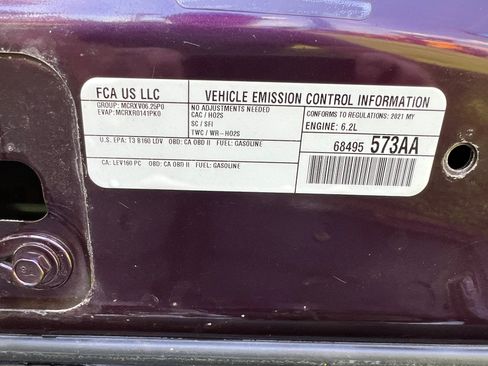 FCA US LLC
VEHICLE EMISSION CONTROL INFORMATION
GROUP: MCRXV06.25P0
EVAP: MCRXR0141PK0
NO ADJUSTMENTS NEEDED
CAC / HO2S
SC / SFI
TWC / WR-HO2S
CONFORMS TO REGULATIONS: 2021 MY
ENGINE: 6.2L
U.S. EPA: T3 B160 LDV OBD: CA OBD II FUEL: GASOLINE
CA: LEV160 PC OBD: CA OBD II FUEL: GASOLINE
68495 573AA